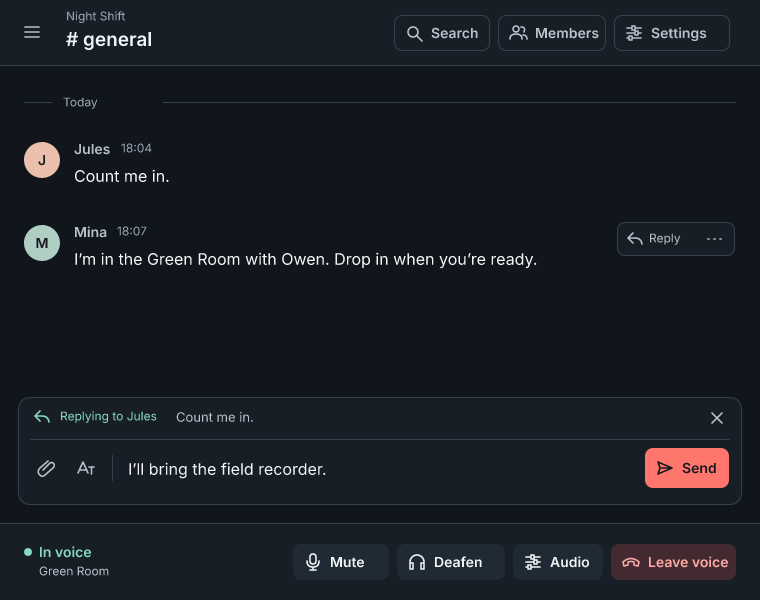 Night Shift
# general
Search
Members
Settings
Today
J
Jules 18:04
Count me in.
M
Mina 18:07
I’m in the Green Room with Owen. Drop in when you’re ready.
Reply
Replying to Jules Count me in.
I’ll bring the field recorder.
Send
In voice
Green Room
Mute
Deafen
Audio
Leave voice